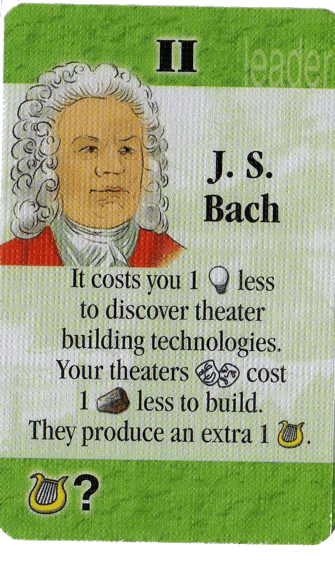 II
leader
J. S.
Bach
It costs you 1 less
to discover theater
building technologies.
Your theaters cost
1 less to build.
They produce an extra 1 .
?